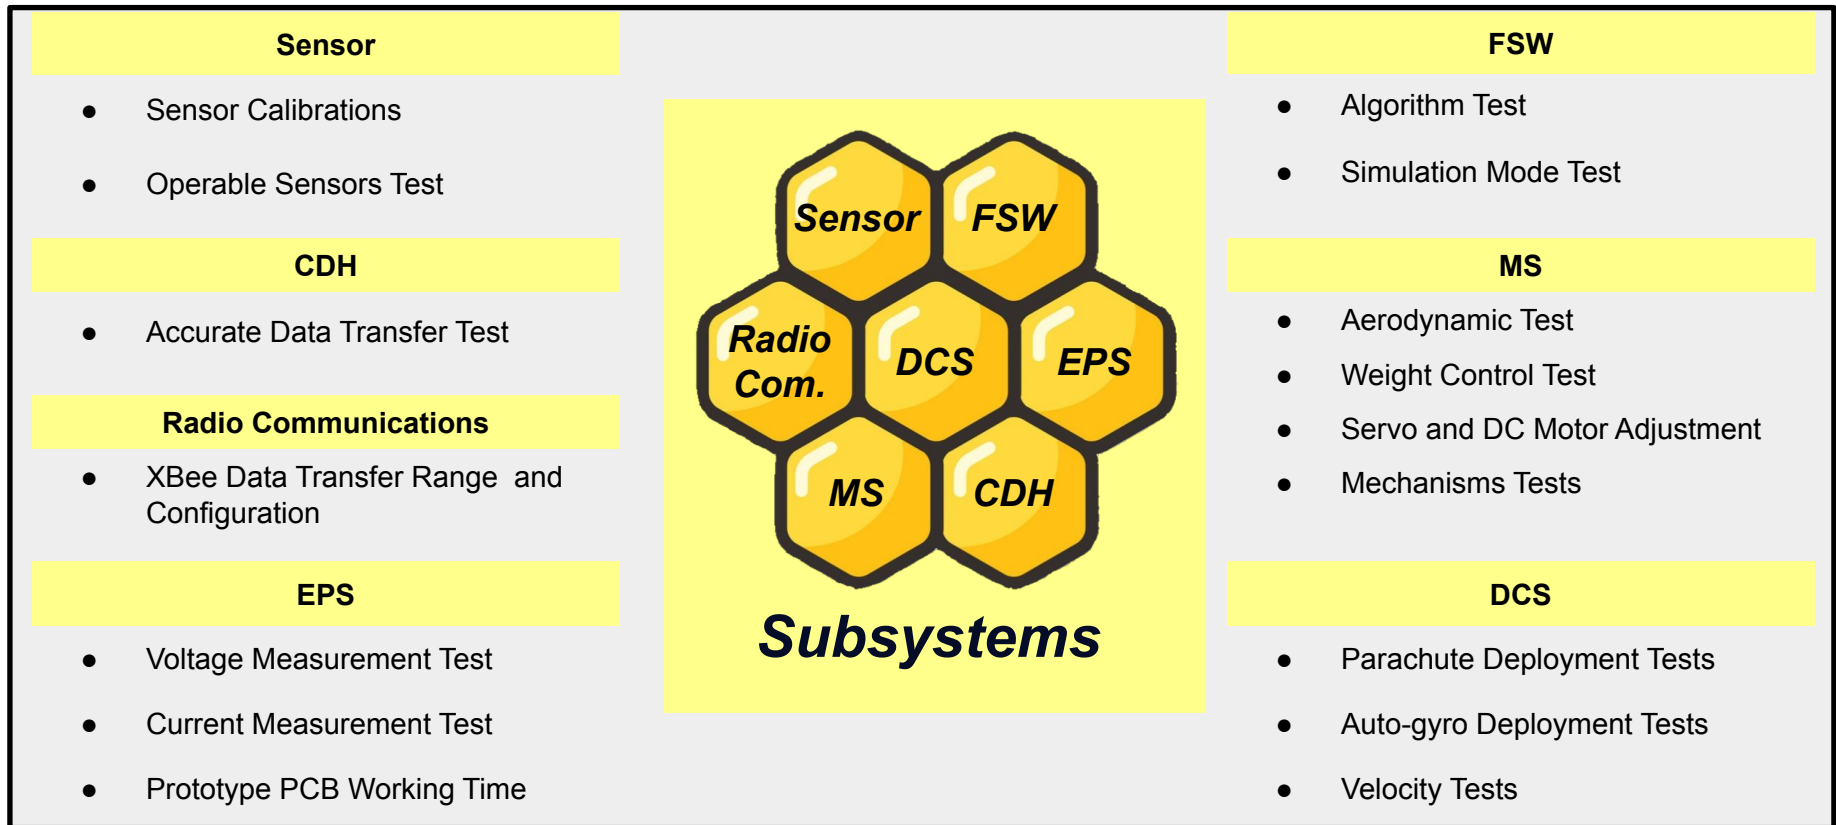 Sensor
● Sensor Calibrations
● Operable Sensors Test
CDH
● Accurate Data Transfer Test
Radio Communications
● XBee Data Transfer Range and
Configuration
EPS
● Voltage Measurement Test
● Current Measurement Test
● Prototype PCB Working Time
Sensor
FSW
Radio
Com.
DCS
EPS
MS
CDH
Subsystems
FSW
● Algorithm Test
● Simulation Mode Test
MS
● Aerodynamic Test
● Weight Control Test
● Servo and DC Motor Adjustment
● Mechanisms Tests
DCS
● Parachute Deployment Tests
● Auto-gyro Deployment Tests
● Velocity Tests